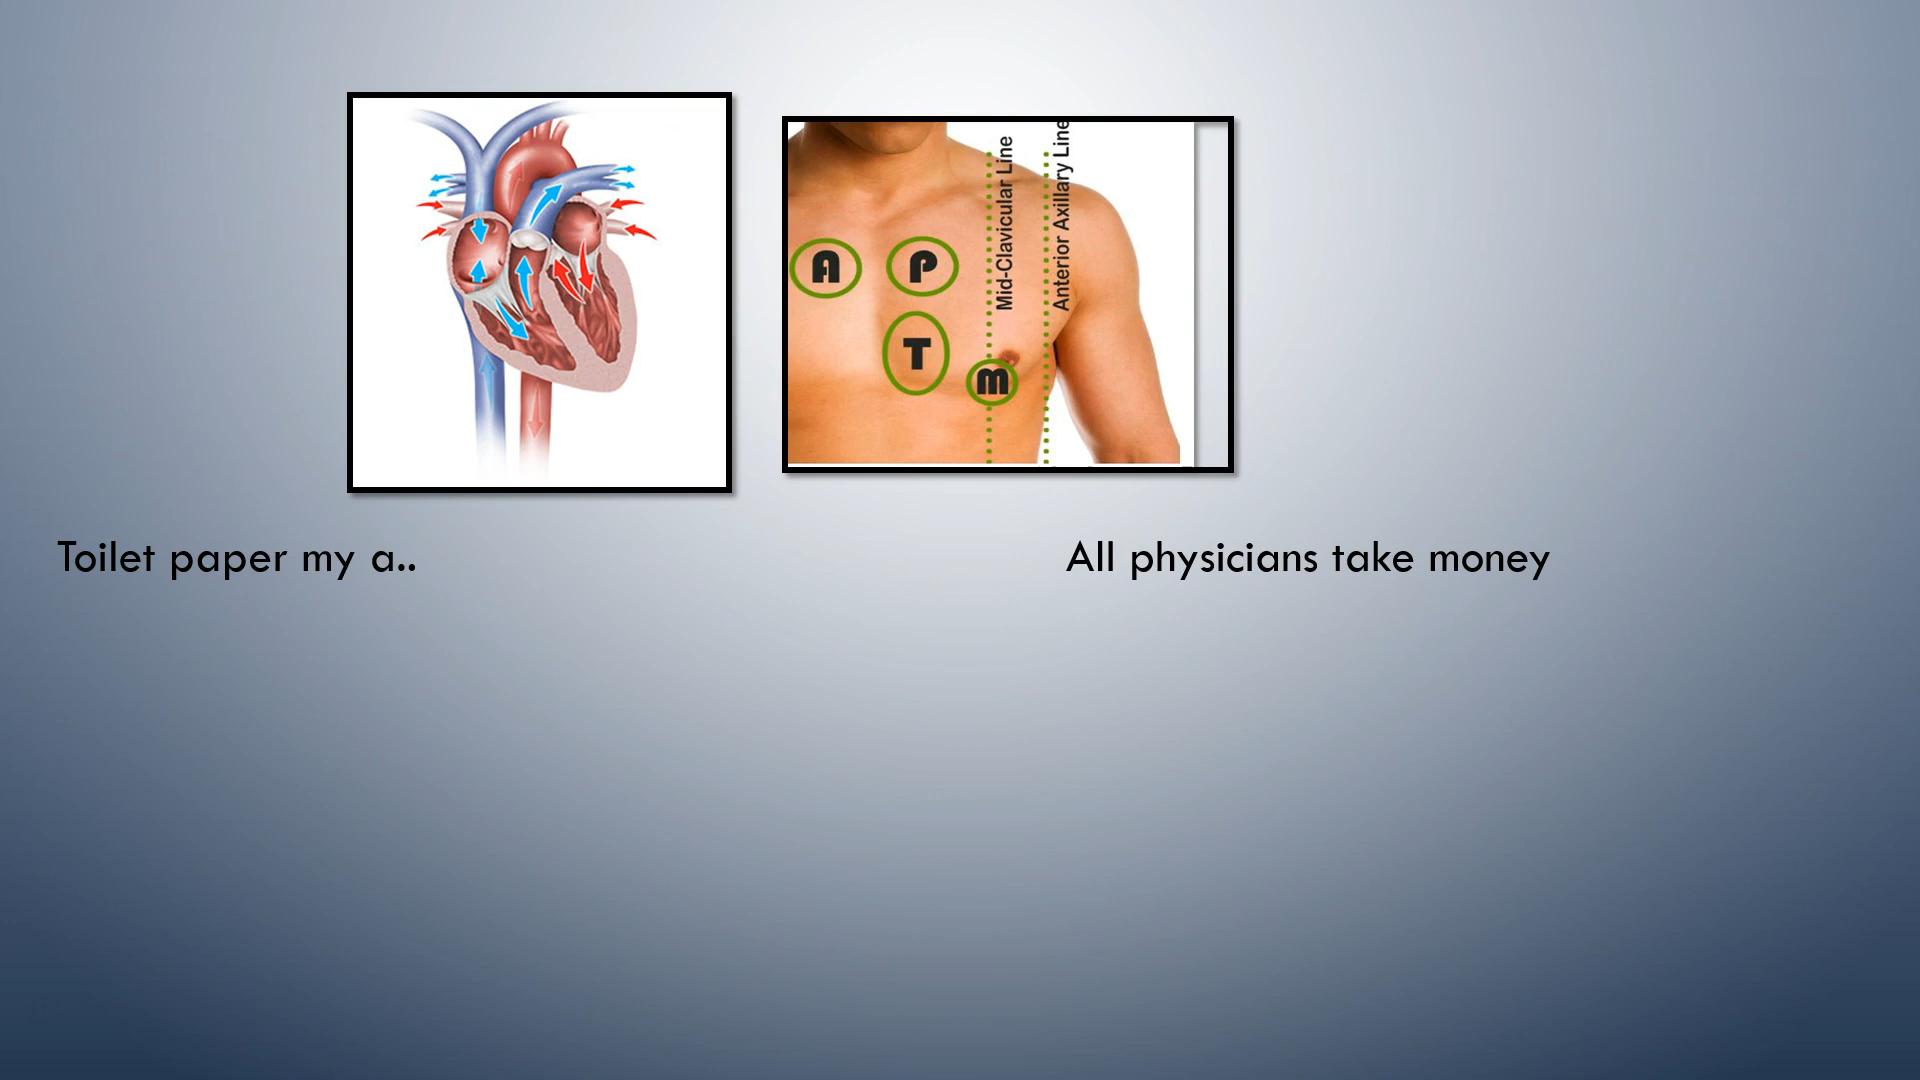 A
P
T
M
Mid-Clavicular Line
Anterior Axillary Line
Toilet paper my a..
All physicians take money